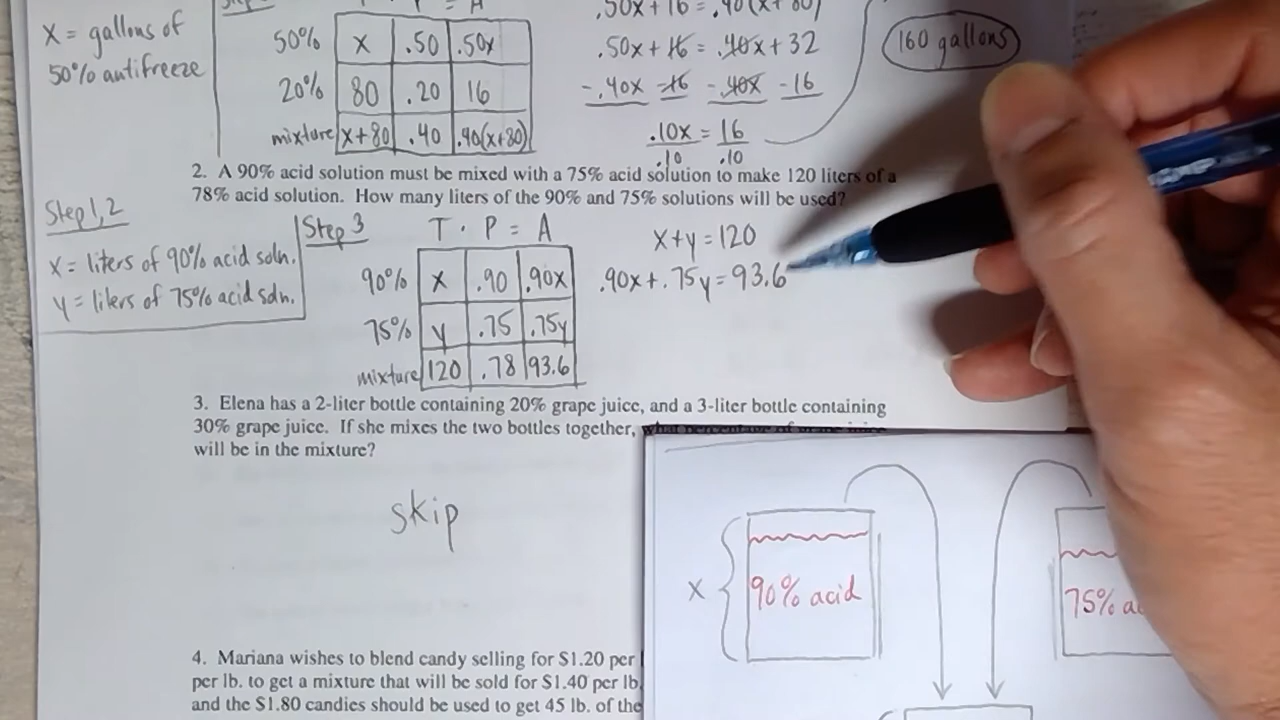 T · P = A
x = gallons of
50% antifreeze
50% x .50 .50x
20% 80 .20 16
mixture x+80 .40 .40(x+80)
.50x + 16 = .40(x+80)
.50x + 16 = .40x + 32
-.40x -16 -.40x -16
.10x = 16
.10 .10
160 gallons
2. A 90% acid solution must be mixed with a 75% acid solution to make 120 liters of a
78% acid solution. How many liters of the 90% and 75% solutions will be used?
Step 1,2
x = liters of 90% acid soln.
y = liters of 75% acid soln.
Step 3
T · P = A
90% x .90 .90x
75% y .75 .75y
mixture 120 .78 93.6
x+y=120
.90x+.75y=93.6
3. Elena has a 2-liter bottle containing 20% grape juice, and a 3-liter bottle containing
30% grape juice. If she mixes the two bottles together,
will be in the mixture?
skip
x
90% acid
75%
4. Mariana wishes to blend candy selling for $1.20 per
per lb. to get a mixture that will be sold for $1.40 per lb.
and the $1.80 candies should be used to get 45 lb. of the